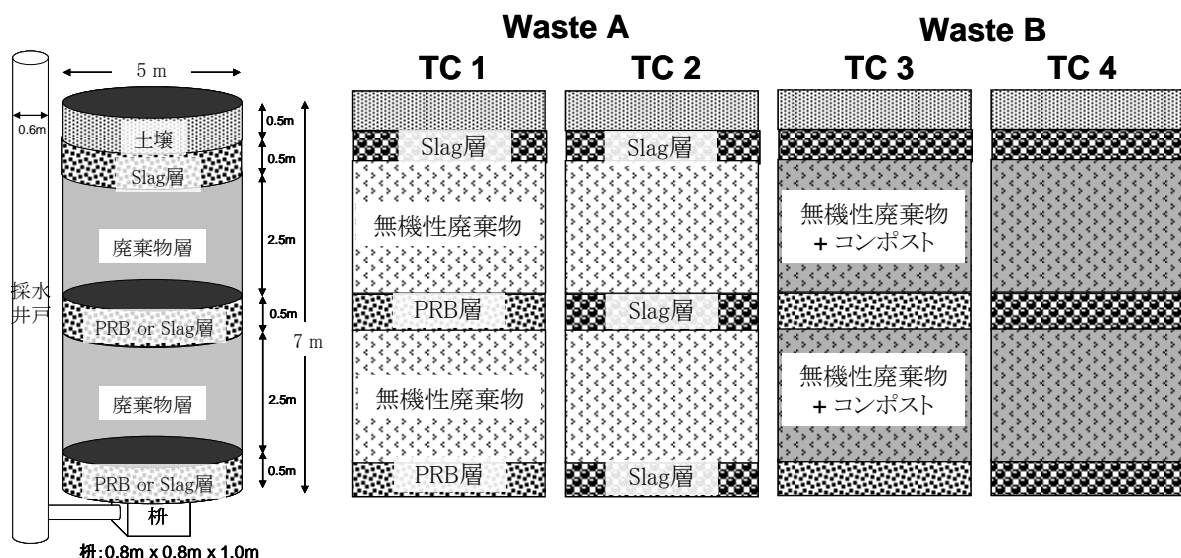 Waste A
Waste B
TC 1
TC 2
TC 3
TC 4
5 m
0.6m
土壌
Slag層
廃棄物層
PRB or Slag層
廃棄物層
PRB or Slag層
採水
井戸
枡
枡:0.8m x 0.8m x 1.0m
0.5m
0.5m
2.5m
0.5m
2.5m
0.5m
7 m
Slag層
無機性廃棄物
PRB層
無機性廃棄物
PRB層
Slag層
Slag層
Slag層
無機性廃棄物
+ コンポスト
無機性廃棄物
+ コンポスト